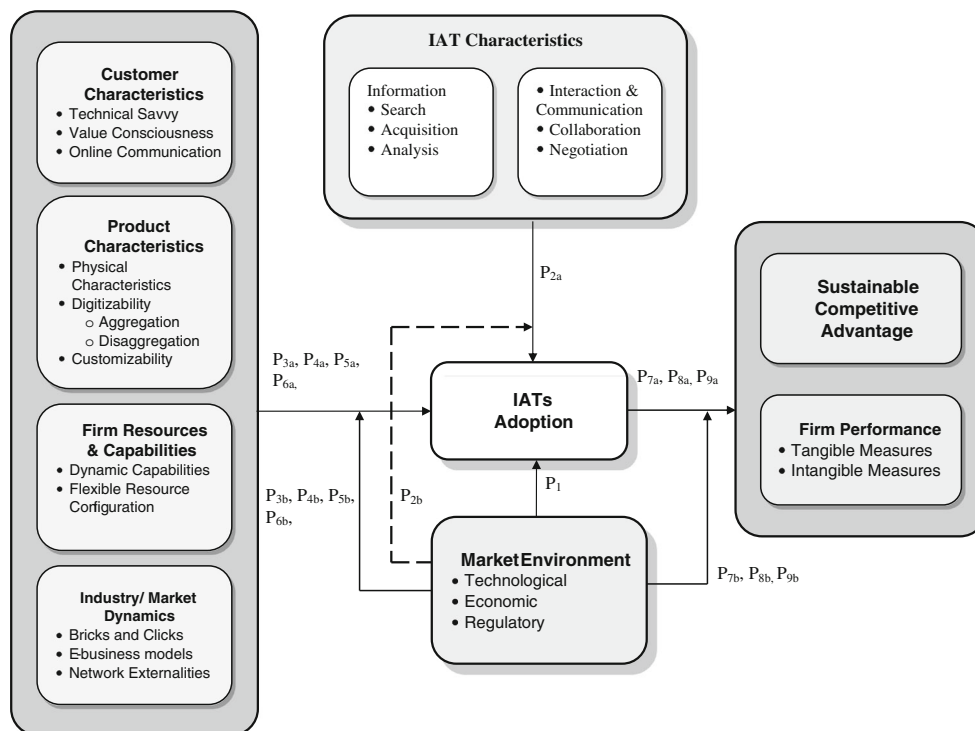 Customer
Characteristics
• Technical Savvy
• Value Consciousness
• Online Communication
Product
Characteristics
• Physical
Characteristics
• Digitizability
o Aggregation
o Disaggregation
• Customizability
Firm Resources
& Capabilities
• Dynamic Capabilities
• Flexible Resource
Configuration
Industry/ Market
Dynamics
• Bricks and Clicks
• E-business models
• Network Externalities
IAT Characteristics
Information
• Search
• Acquisition
• Analysis
• Interaction &
Communication
• Collaboration
• Negotiation
P2a
P3a, P4a, P5a,
P6a,
IATs
Adoption
P7a, P8a, P9a
P3b, P4b, P5b,
P6b,
P2b
P1
Market Environment
• Technological
• Economic
• Regulatory
P7b, P8b, P9b
Sustainable
Competitive
Advantage
Firm Performance
• Tangible Measures
• Intangible Measures